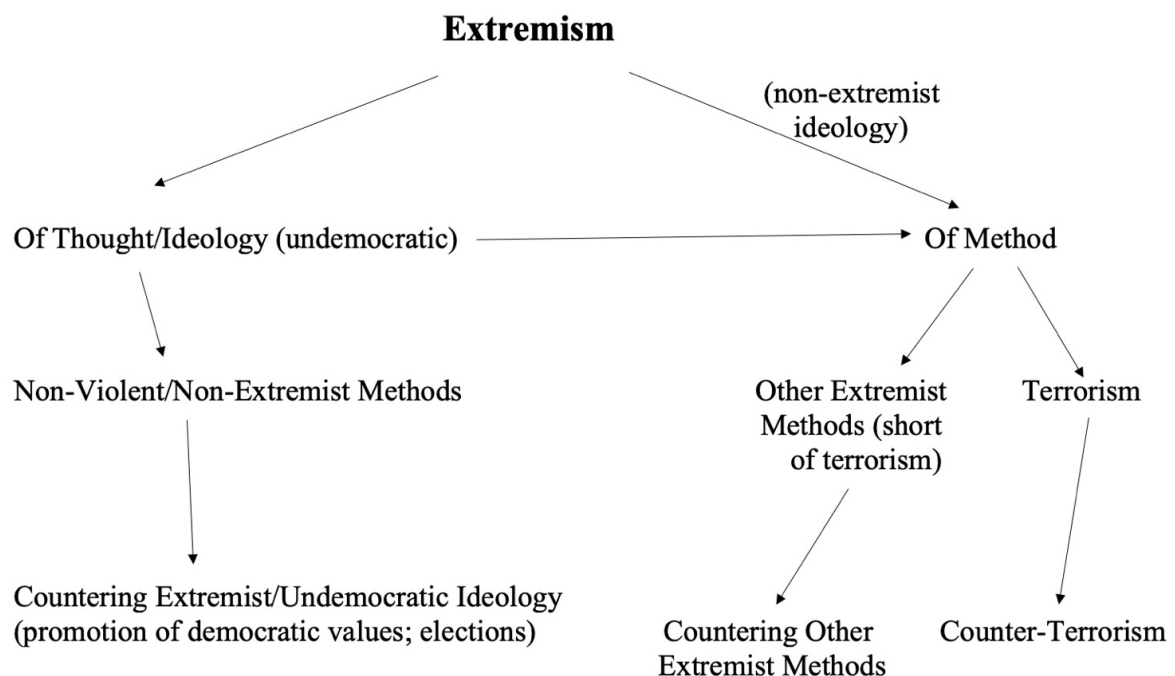 Extremism
(non-extremist
ideology)
Of Thought/Ideology (undemocratic)
Of Method
Non-Violent/Non-Extremist Methods
Other Extremist
Methods (short
of terrorism)
Terrorism
Countering Extremist/Undemocratic Ideology
(promotion of democratic values; elections)
Countering Other
Extremist Methods
Counter-Terrorism